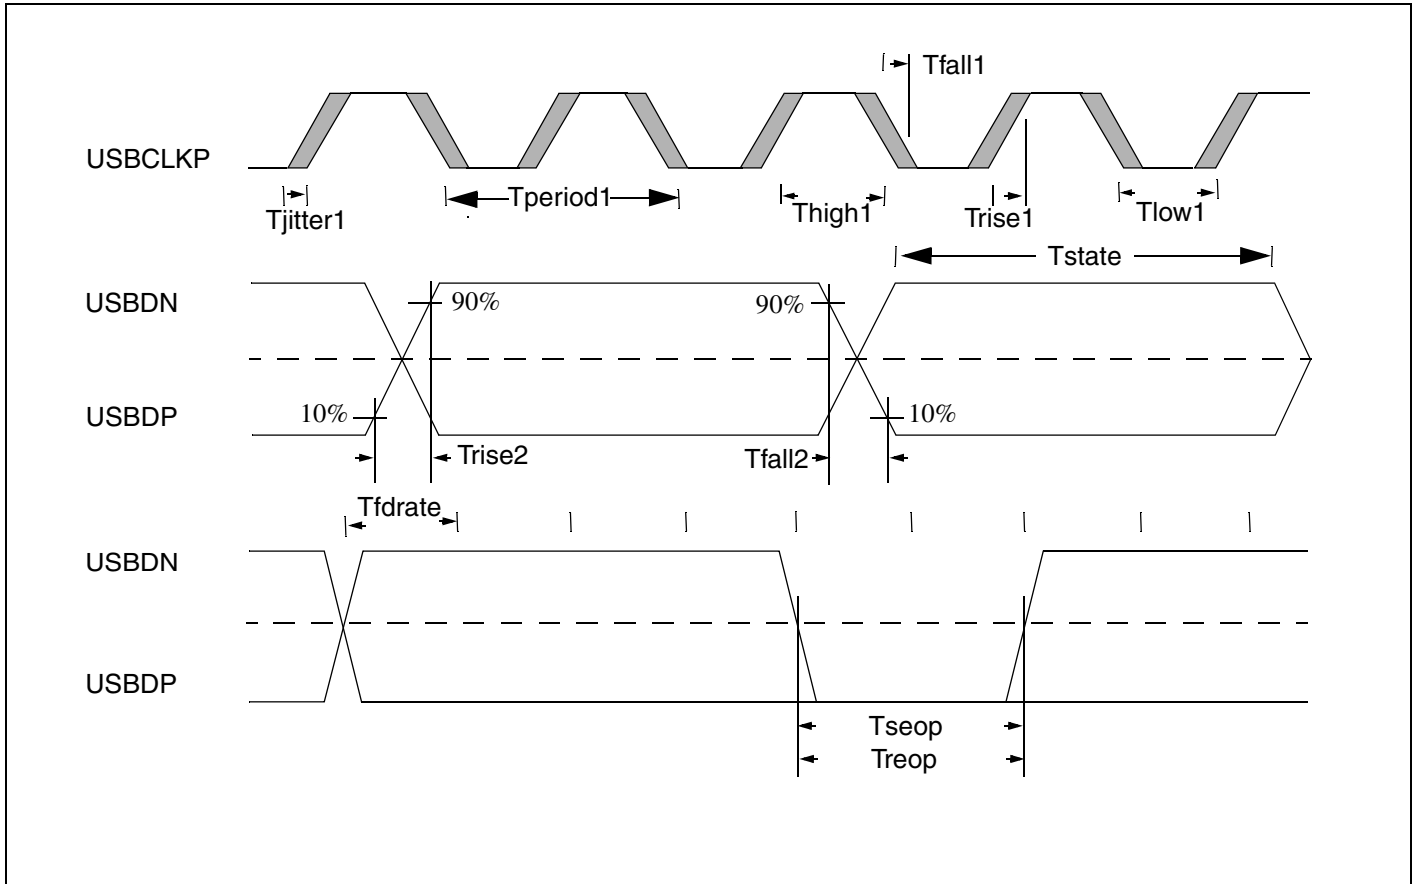 Tfall1
USBCLKP
Tjitter1
Tperiod1
Thigh1
Trise1
Tlow1
Tstate
USBDN
90%
90%
USBDP
10%
10%
Trise2
Tfall2
Tfdrate
USBDN
USBDP
Tseop
Treop